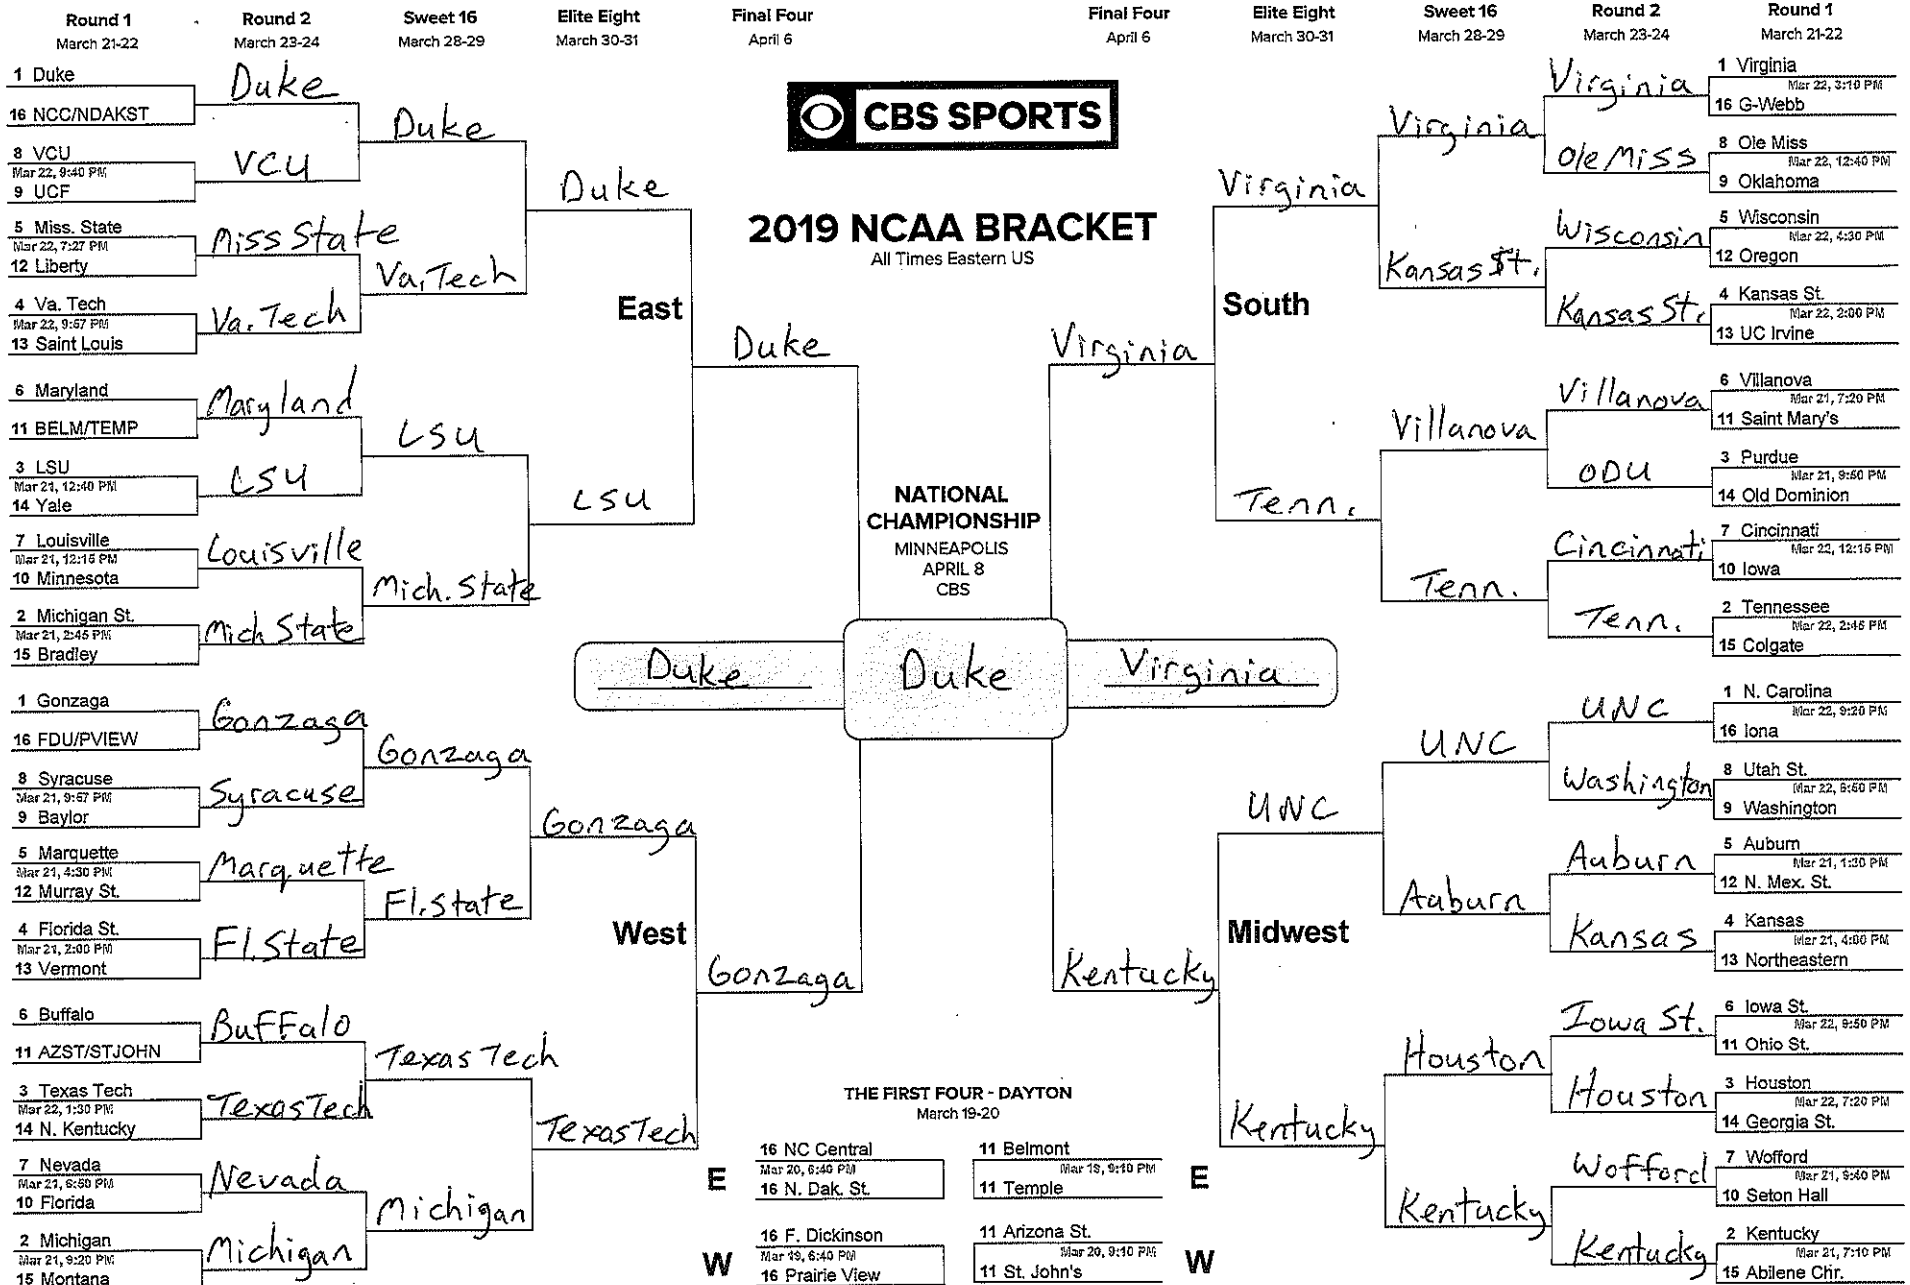 Round 1 Round 2 Sweet 16 Elite Eight Final Four Final Four Elite Eight Sweet 16 Round 2 Round 1
March 21-22 March 23-24 March 28-29 March 30-31 April 6 April 6 March 30-31 March 28-29 March 23-24 March 21-22
1 Duke
16 NCC/NDAKST
8 VCU
Mar 22, 9:40 PM
9 UCF
5 Miss. State
Mar 22, 7:27 PM
12 Liberty
4 Va. Tech
Mar 22, 9:57 PM
13 Saint Louis
6 Maryland
11 BELM/TEMP
3 LSU
Mar 21, 12:40 PM
14 Yale
7 Louisville
Mar 21, 12:15 PM
10 Minnesota
2 Michigan St.
Mar 21, 2:45 PM
15 Bradley
1 Gonzaga
16 FDU/PVIEW
8 Syracuse
Mar 21, 9:57 PM
9 Baylor
5 Marquette
Mar 21, 4:30 PM
12 Murray St.
4 Florida St.
Mar 21, 2:00 PM
13 Vermont
6 Buffalo
11 AZST/STJOHN
3 Texas Tech
Mar 22, 1:30 PM
14 N. Kentucky
7 Nevada
Mar 21, 6:50 PM
10 Florida
2 Michigan
Mar 21, 9:20 PM
15 Montana
Duke
VCU
Miss State
Va. Tech
Maryland
LSU
Louisville
Mich State
Gonzaga
Syracuse
Marquette
Fl. State
Buffalo
Texas Tech
Nevada
Michigan
Duke
Va. Tech
LSU
Mich. State
Gonzaga
Fl. State
Texas Tech
Michigan
Duke
LSU
Gonzaga
Texas Tech
East
West
Duke
Gonzaga
CBS SPORTS
2019 NCAA BRACKET
All Times Eastern US
NATIONAL
CHAMPIONSHIP
MINNEAPOLIS
APRIL 8
CBS
Duke Duke Virginia
THE FIRST FOUR - DAYTON
March 19-20
E
16 NC Central
Mar 20, 6:40 PM
16 N. Dak. St.
11 Belmont
Mar 19, 9:10 PM
11 Temple
E
W
16 F. Dickinson
Mar 19, 6:40 PM
16 Prairie View
11 Arizona St.
Mar 20, 9:10 PM
11 St. John's
W
Virginia
Kentucky
South
Midwest
Virginia
Tenn.
UNC
Kentucky
Virginia
Kansas St.
Villanova
Tenn.
UNC
Auburn
Houston
Kentucky
Virginia
Ole Miss
Wisconsin
Kansas St.
Villanova
ODU
Cincinnati
Tenn.
UNC
Washington
Auburn
Kansas
Iowa St.
Houston
Wofford
Kentucky
1 Virginia
Mar 22, 3:10 PM
16 G-Webb
8 Ole Miss
Mar 22, 12:40 PM
9 Oklahoma
5 Wisconsin
Mar 22, 4:30 PM
12 Oregon
4 Kansas St.
Mar 22, 2:00 PM
13 UC Irvine
6 Villanova
Mar 21, 7:20 PM
11 Saint Mary's
3 Purdue
Mar 21, 9:50 PM
14 Old Dominion
7 Cincinnati
Mar 22, 12:15 PM
10 Iowa
2 Tennessee
Mar 22, 2:45 PM
15 Colgate
1 N. Carolina
Mar 22, 9:20 PM
16 Iona
8 Utah St.
Mar 22, 6:50 PM
9 Washington
5 Auburn
Mar 21, 1:30 PM
12 N. Mex. St.
4 Kansas
Mar 21, 4:00 PM
13 Northeastern
6 Iowa St.
Mar 22, 9:50 PM
11 Ohio St.
3 Houston
Mar 22, 7:20 PM
14 Georgia St.
7 Wofford
Mar 21, 9:40 PM
10 Seton Hall
2 Kentucky
Mar 21, 7:10 PM
15 Abilene Chr.